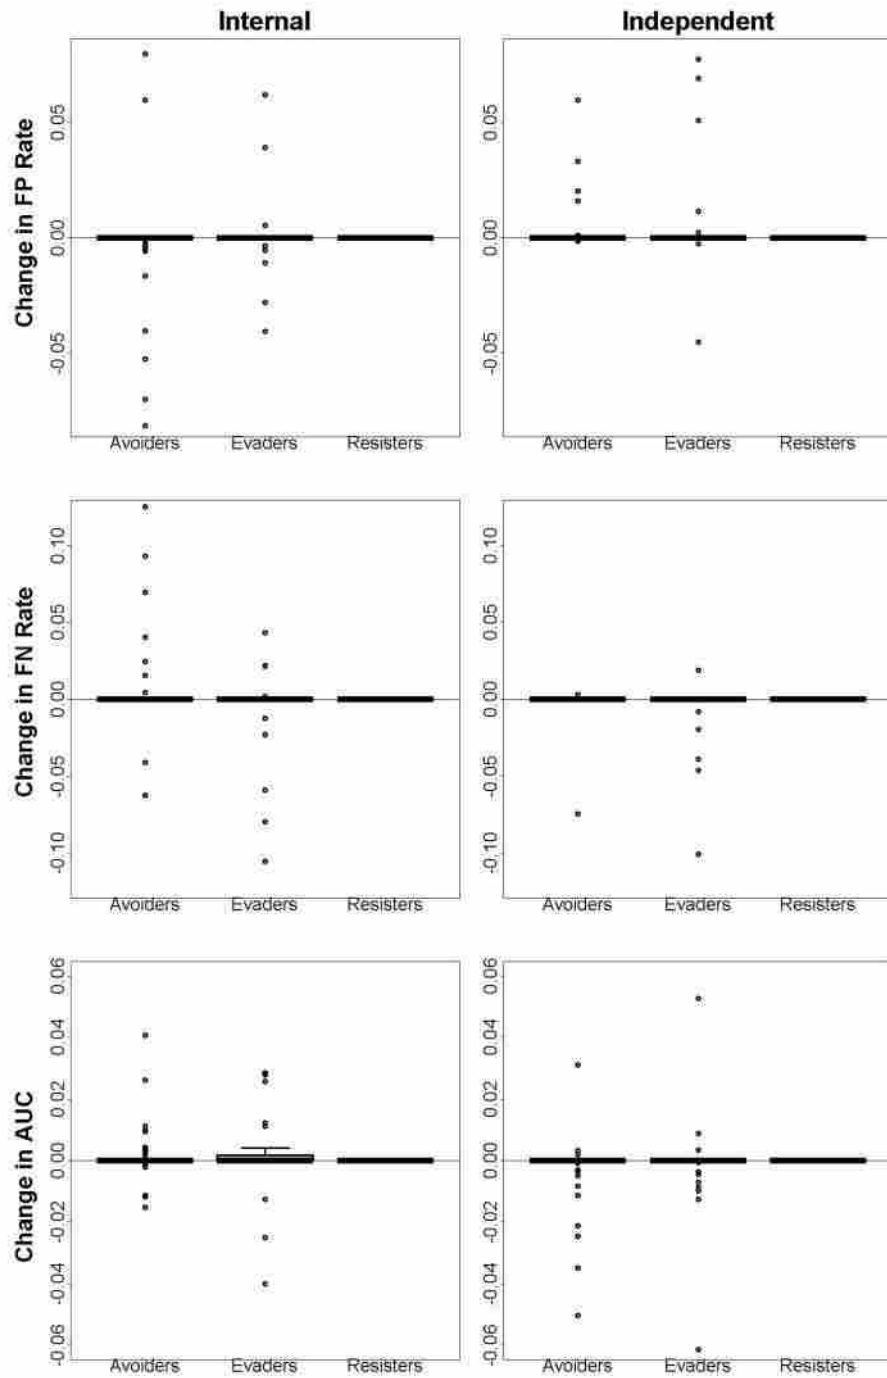 Internal
Independent
Change in FP Rate
0.05
0.00
-0.05
Avoiders Evaders Resisters
0.05
0.00
-0.05
Avoiders Evaders Resisters
Change in FN Rate
0.10
0.05
0.00
-0.05
-0.10
Avoiders Evaders Resisters
0.10
0.05
0.00
-0.05
-0.10
Avoiders Evaders Resisters
Change in AUC
0.06
0.04
0.02
0.00
-0.02
-0.04
-0.06
Avoiders Evaders Resisters
0.06
0.04
0.02
0.00
-0.02
-0.04
-0.06
Avoiders Evaders Resisters